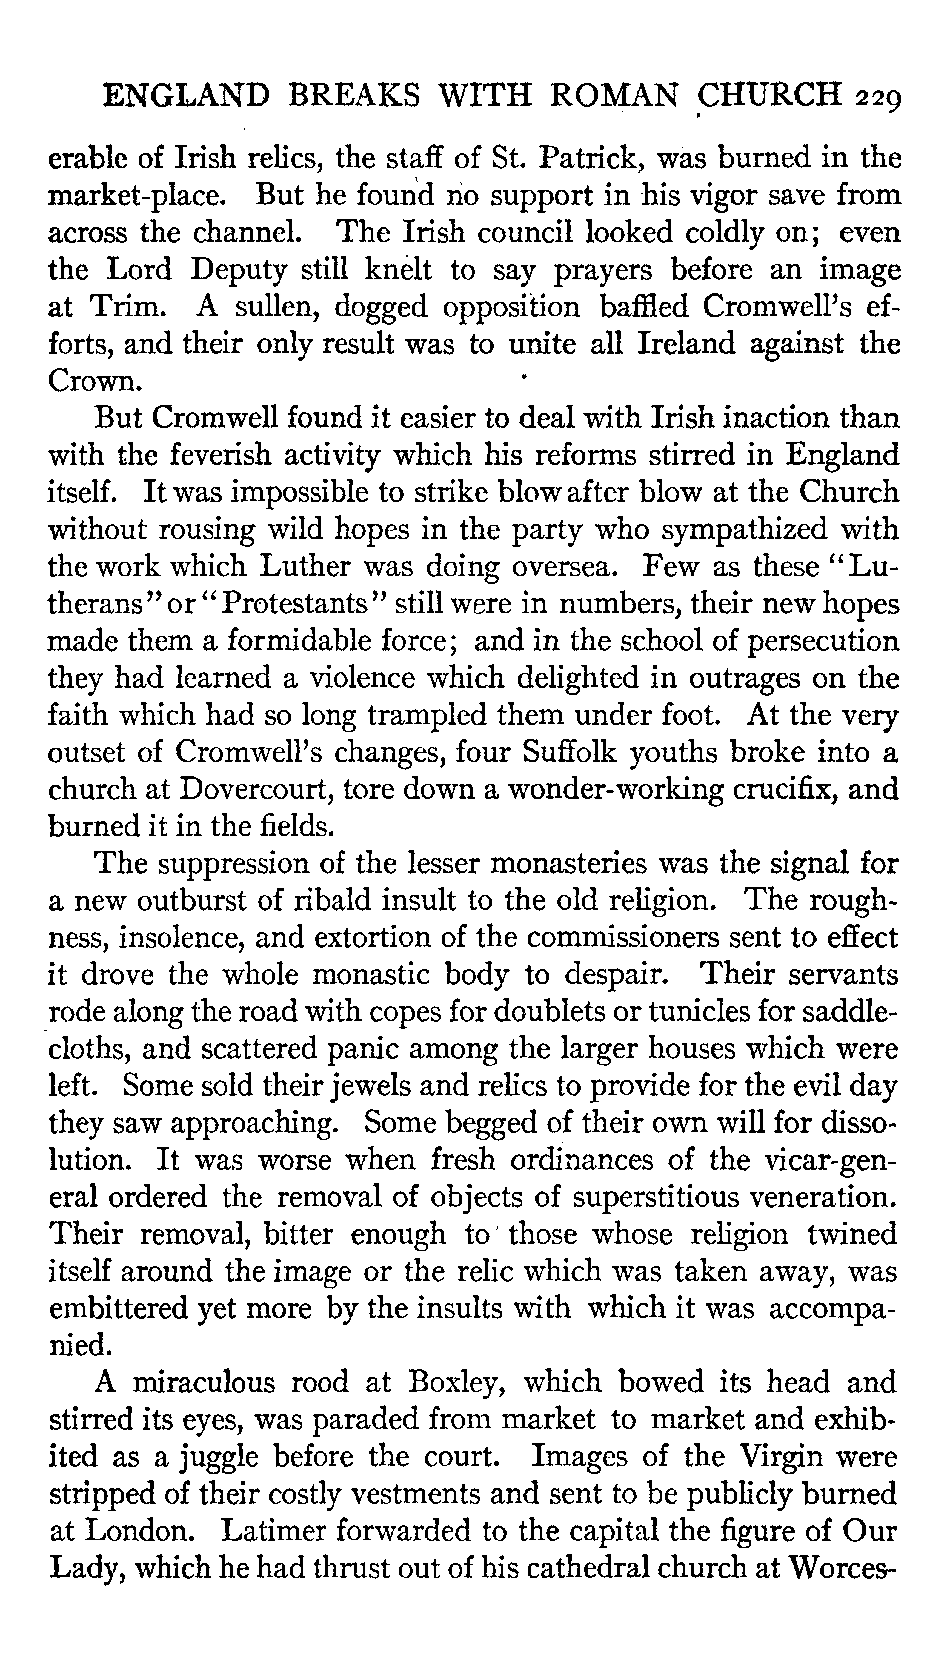 ENGLAND BREAKS WITH ROMAN CHURCH 229
erable of Irish relics, the staff of St. Patrick, was burned in the
market-place. But he found no support in his vigor save from
across the channel. The Irish council looked coldly on; even
the Lord Deputy still knelt to say prayers before an image
at Trim. A sullen, dogged opposition baffled Cromwell's ef-
forts, and their only result was to unite all Ireland against the
Crown.
But Cromwell found it easier to deal with Irish inaction than
with the feverish activity which his reforms stirred in England
itself. It was impossible to strike blow after blow at the Church
without rousing wild hopes in the party who sympathized with
the work which Luther was doing oversea. Few as these "Lu-
therans" or "Protestants" still were in numbers, their new hopes
made them a formidable force; and in the school of persecution
they had learned a violence which delighted in outrages on the
faith which had so long trampled them under foot. At the very
outset of Cromwell's changes, four Suffolk youths broke into a
church at Dovercourt, tore down a wonder-working crucifix, and
burned it in the fields.
The suppression of the lesser monasteries was the signal for
a new outburst of ribald insult to the old religion. The rough-
ness, insolence, and extortion of the commissioners sent to effect
it drove the whole monastic body to despair. Their servants
rode along the road with copes for doublets or tunicles for saddle-
cloths, and scattered panic among the larger houses which were
left. Some sold their jewels and relics to provide for the evil day
they saw approaching. Some begged of their own will for disso-
lution. It was worse when fresh ordinances of the vicar-gen-
eral ordered the removal of objects of superstitious veneration.
Their removal, bitter enough to those whose religion twined
itself around the image or the relic which was taken away, was
embittered yet more by the insults with which it was accompa-
nied.
A miraculous rood at Boxley, which bowed its head and
stirred its eyes, was paraded from market to market and exhib-
ited as a juggle before the court. Images of the Virgin were
stripped of their costly vestments and sent to be publicly burned
at London. Latimer forwarded to the capital the figure of Our
Lady, which he had thrust out of his cathedral church at Worces-